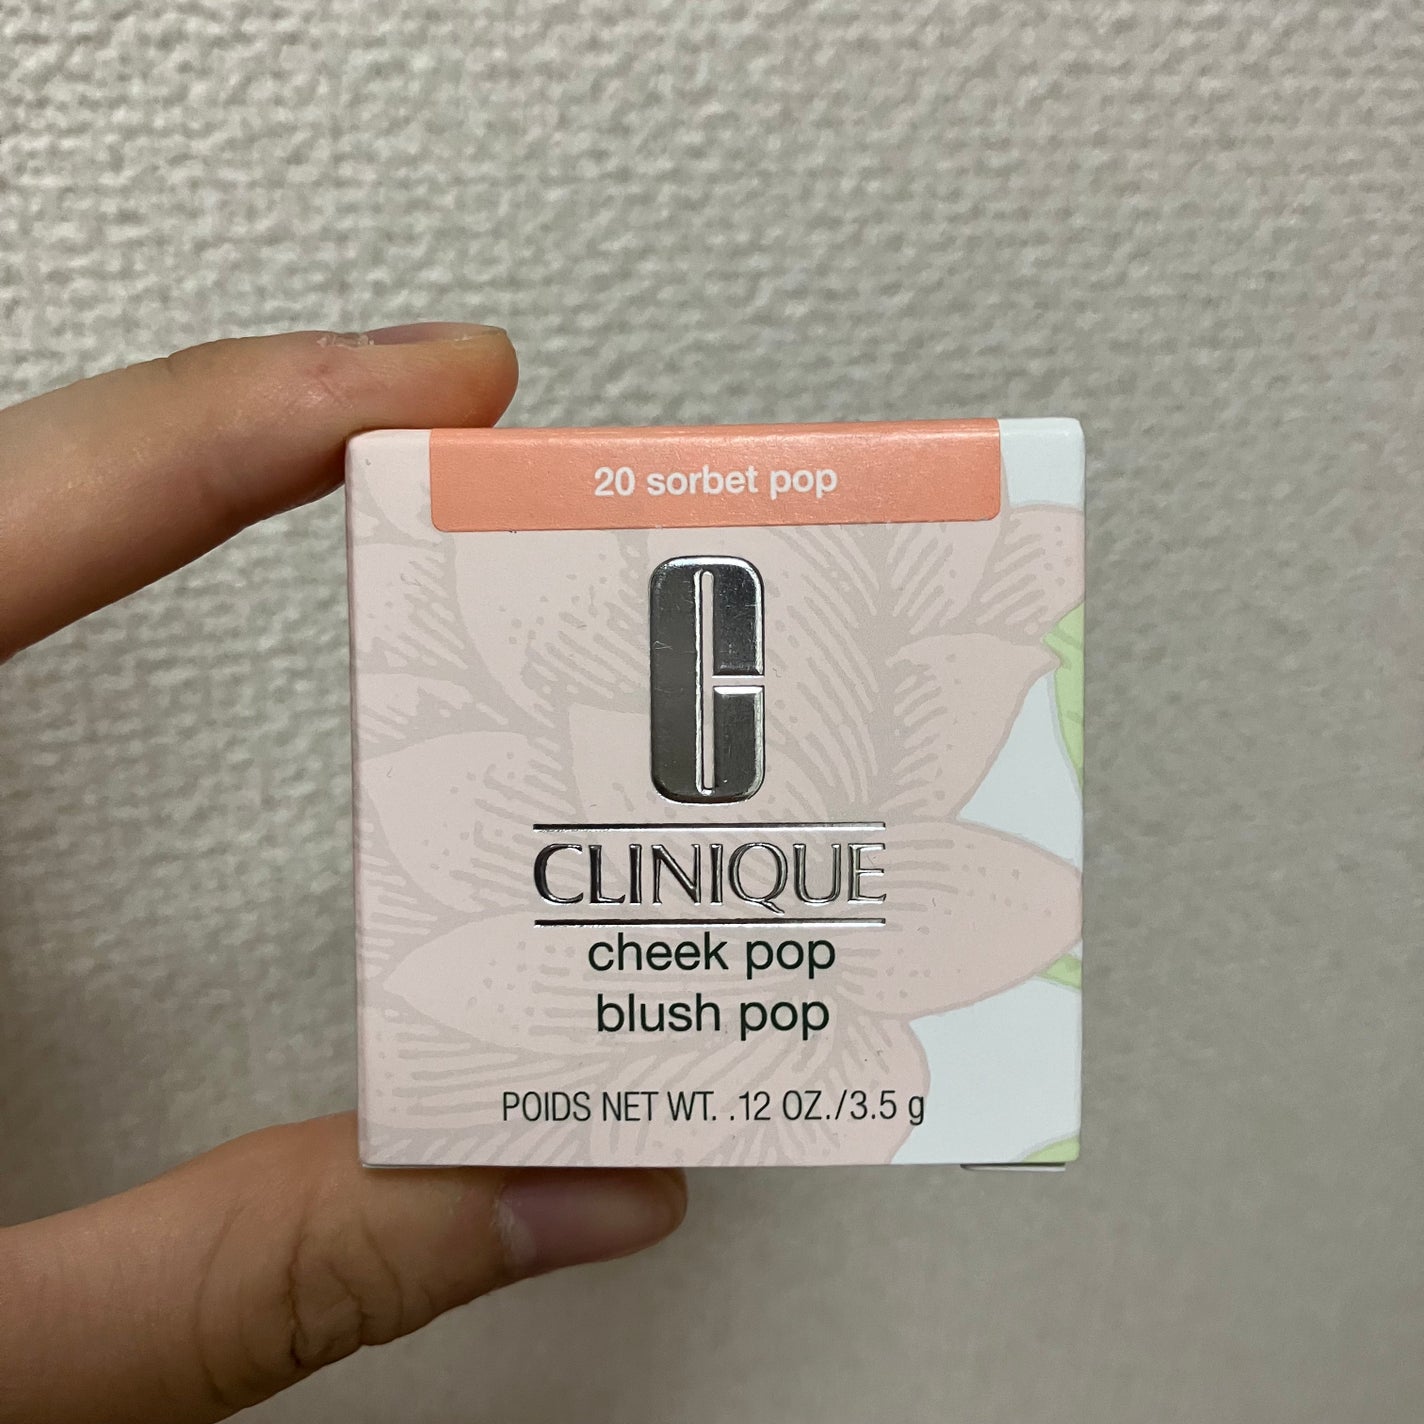 20 sorbet pop
CLINIQUE
cheek pop
blush pop
POIDS NET WT. .12 OZ./3.5 g